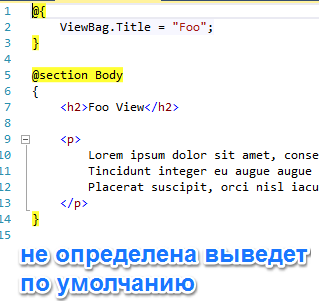 1 @{
2 ViewBag.Title = "Foo";
3 }
4
5 @section Body
6 {
7 <h2>Foo View</h2>
8
9 <p>
10 Lorem ipsum dolor sit amet, conse
11 Tincidunt integer eu augue augue
12 Placerat suscipit, orci nisl iacu
13 </p>
14 }
15
не определена выведет
по умолчанию